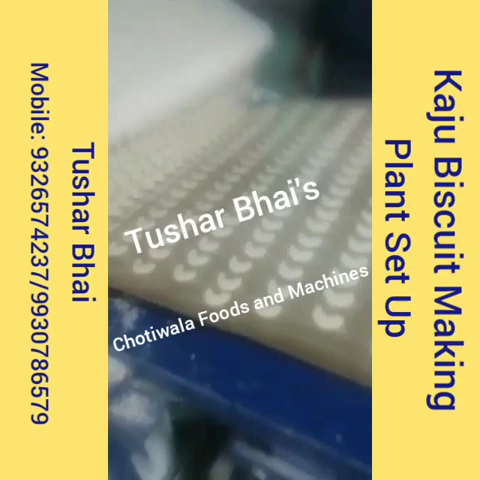 Kaju Biscuit Making
Plant Set Up
Tushar Bhai's
Chotiwala Foods and Machines
Tushar Bhai
Mobile: 9326574237/9930786579